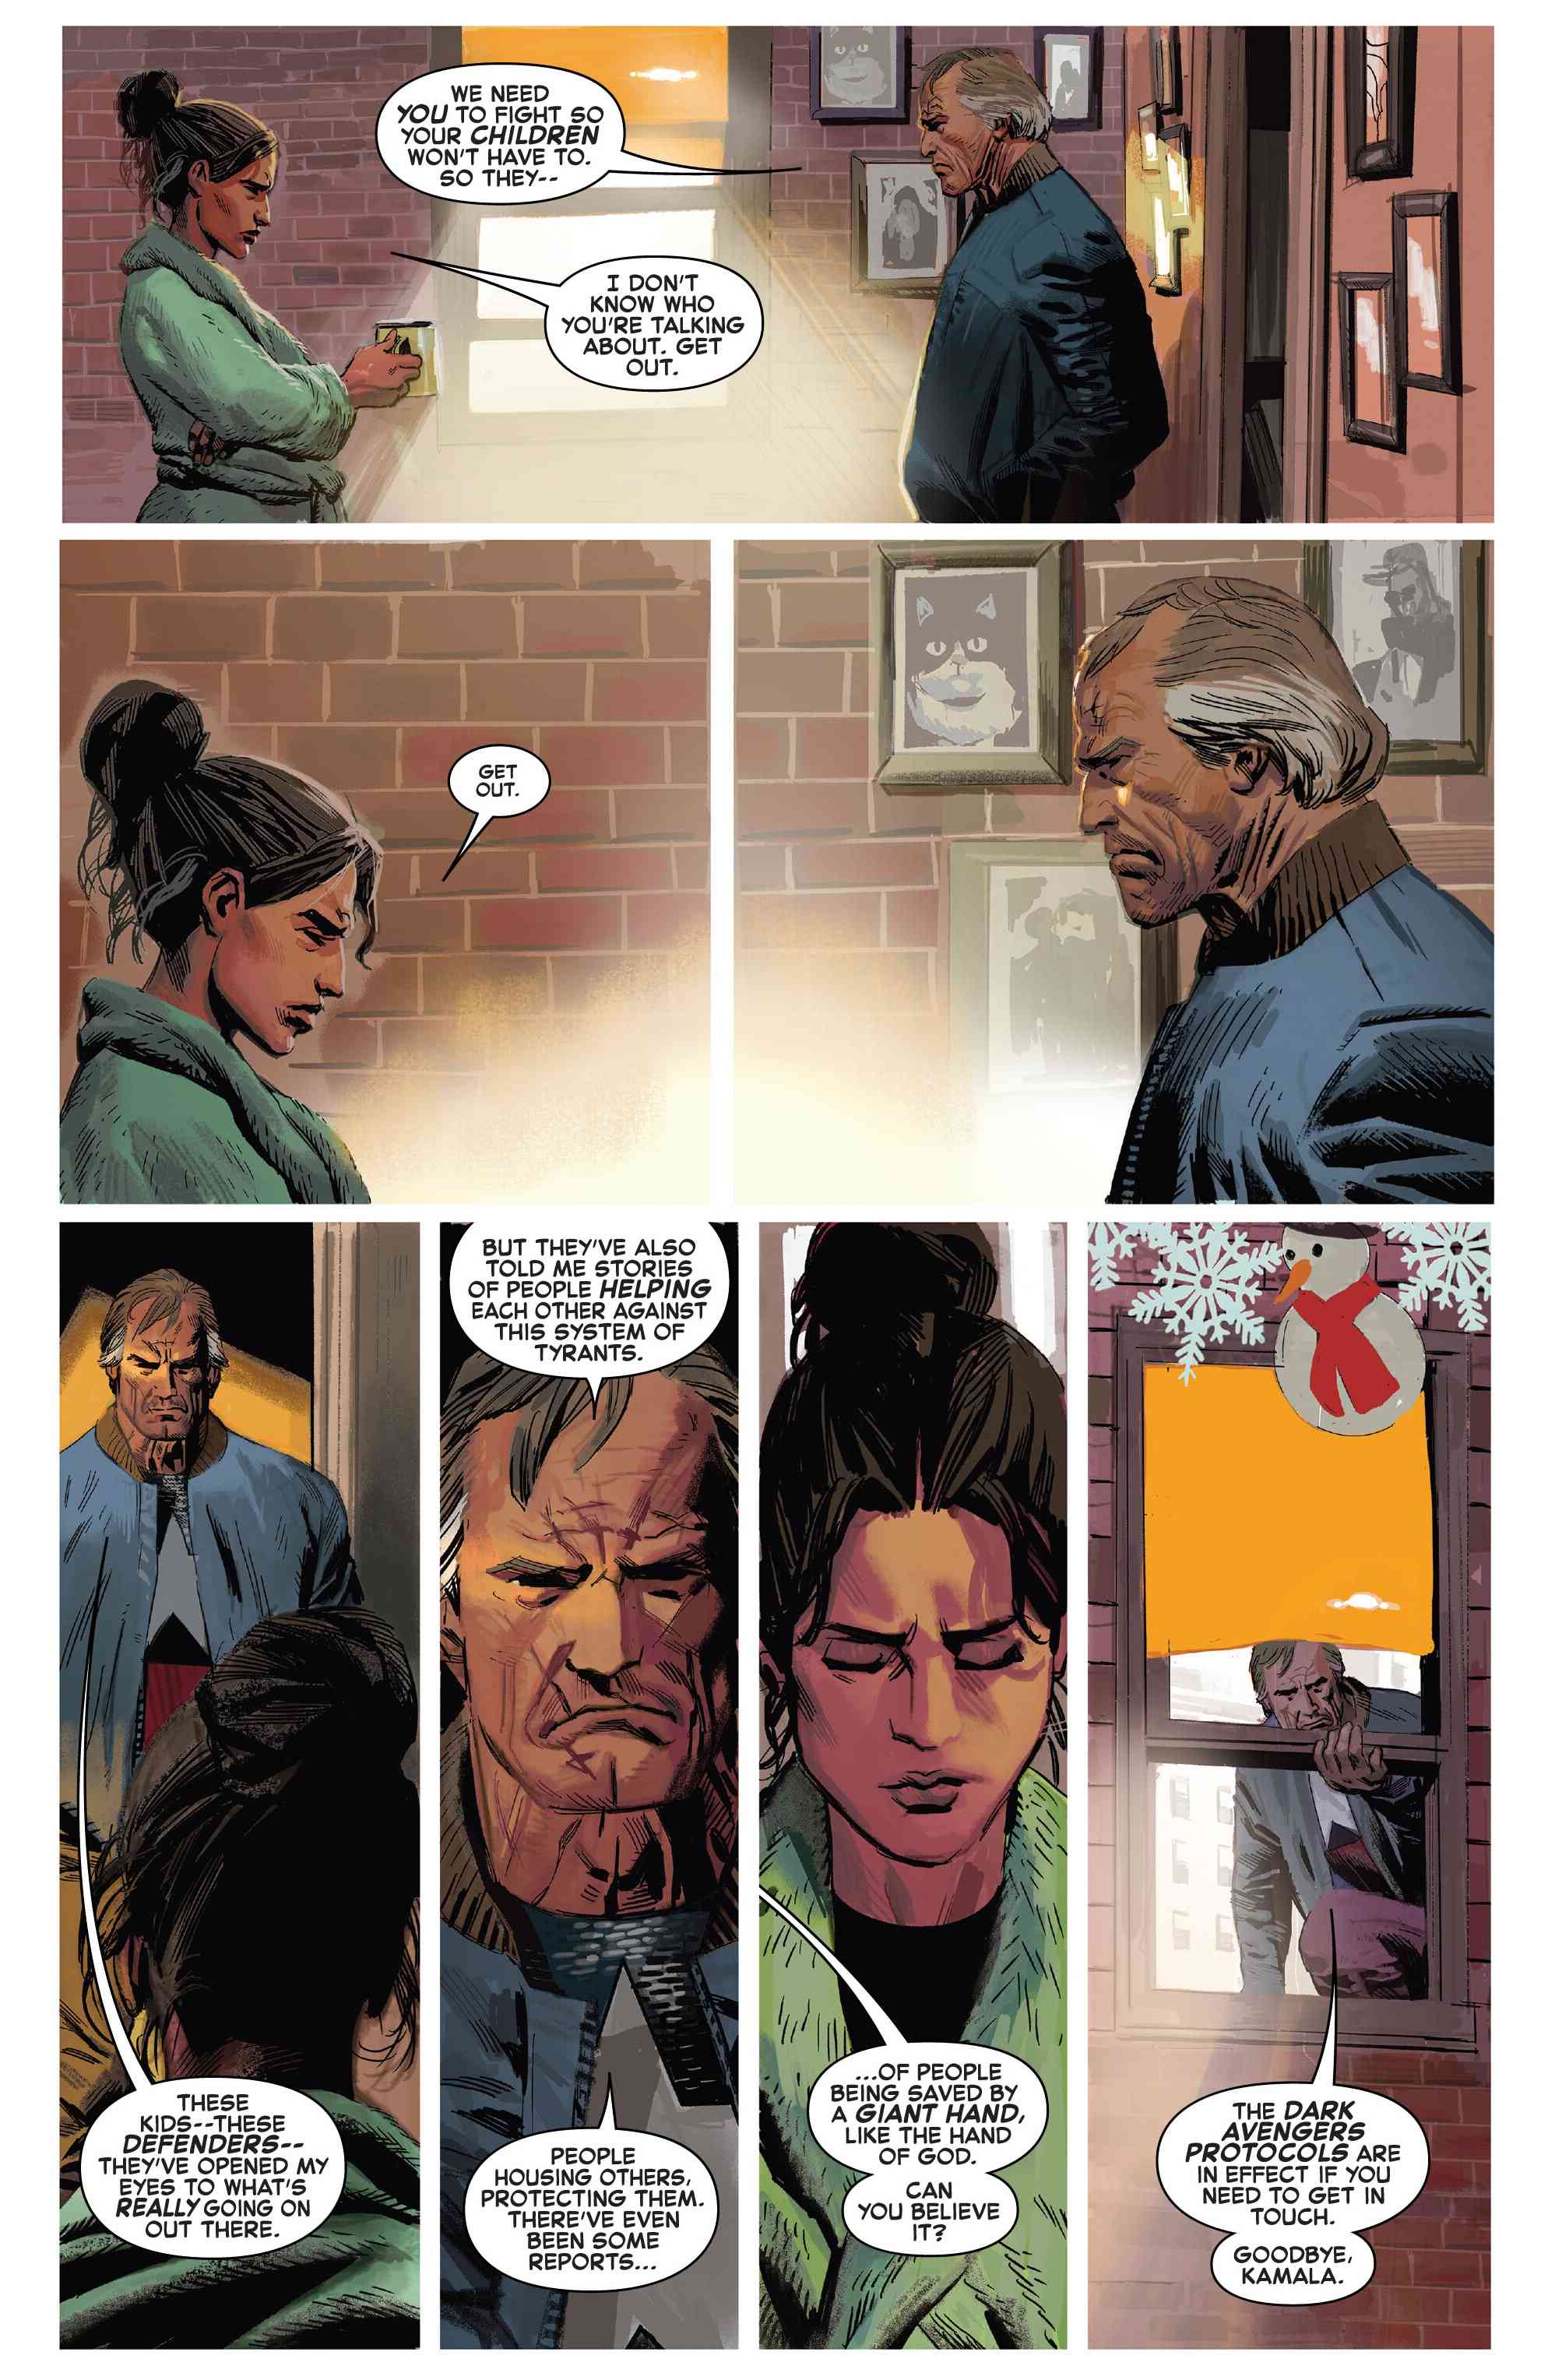 WE NEED
YOU TO FIGHT SO
YOUR CHILDREN
WON'T HAVE TO.
SO THEY--
I DON'T
KNOW WHO
YOU'RE TALKING
ABOUT. GET
OUT.
GET
OUT.
THESE
KIDS--THESE
DEFENDERS--
THEY'VE OPENED MY
EYES TO WHAT'S
REALLY GOING ON
OUT THERE.
BUT THEY'VE ALSO
TOLD ME STORIES
OF PEOPLE HELPING
EACH OTHER AGAINST
THIS SYSTEM OF
TYRANTS.
PEOPLE
HOUSING OTHERS,
PROTECTING THEM.
THERE'VE EVEN
BEEN SOME
REPORTS...
...OF PEOPLE
BEING SAVED BY
A GIANT HAND,
LIKE THE HAND
OF GOD.
CAN
YOU BELIEVE
IT?
THE DARK
AVENGERS
PROTOCOLS ARE
IN EFFECT IF YOU
NEED TO GET IN
TOUCH.
GOODBYE,
KAMALA.